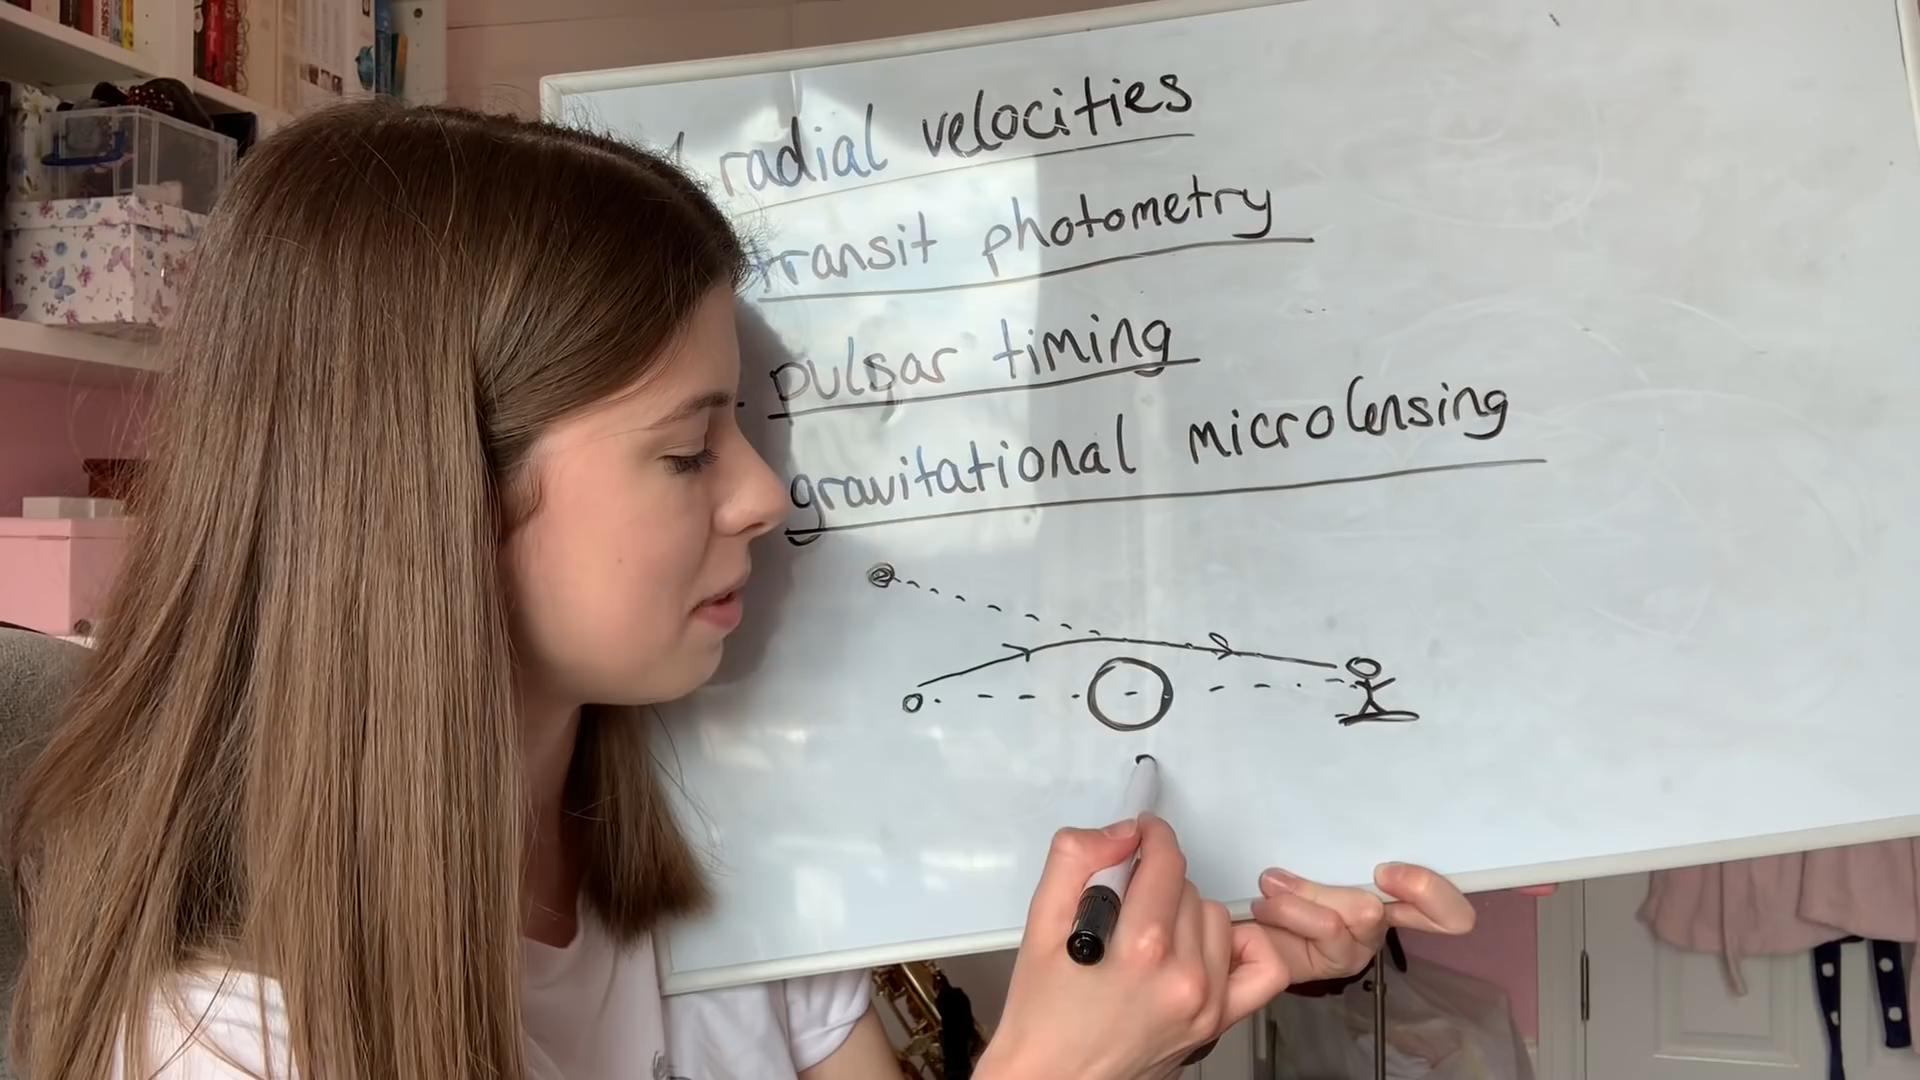 radial velocities
transit photometry
pulsar timing
gravitational microlensing